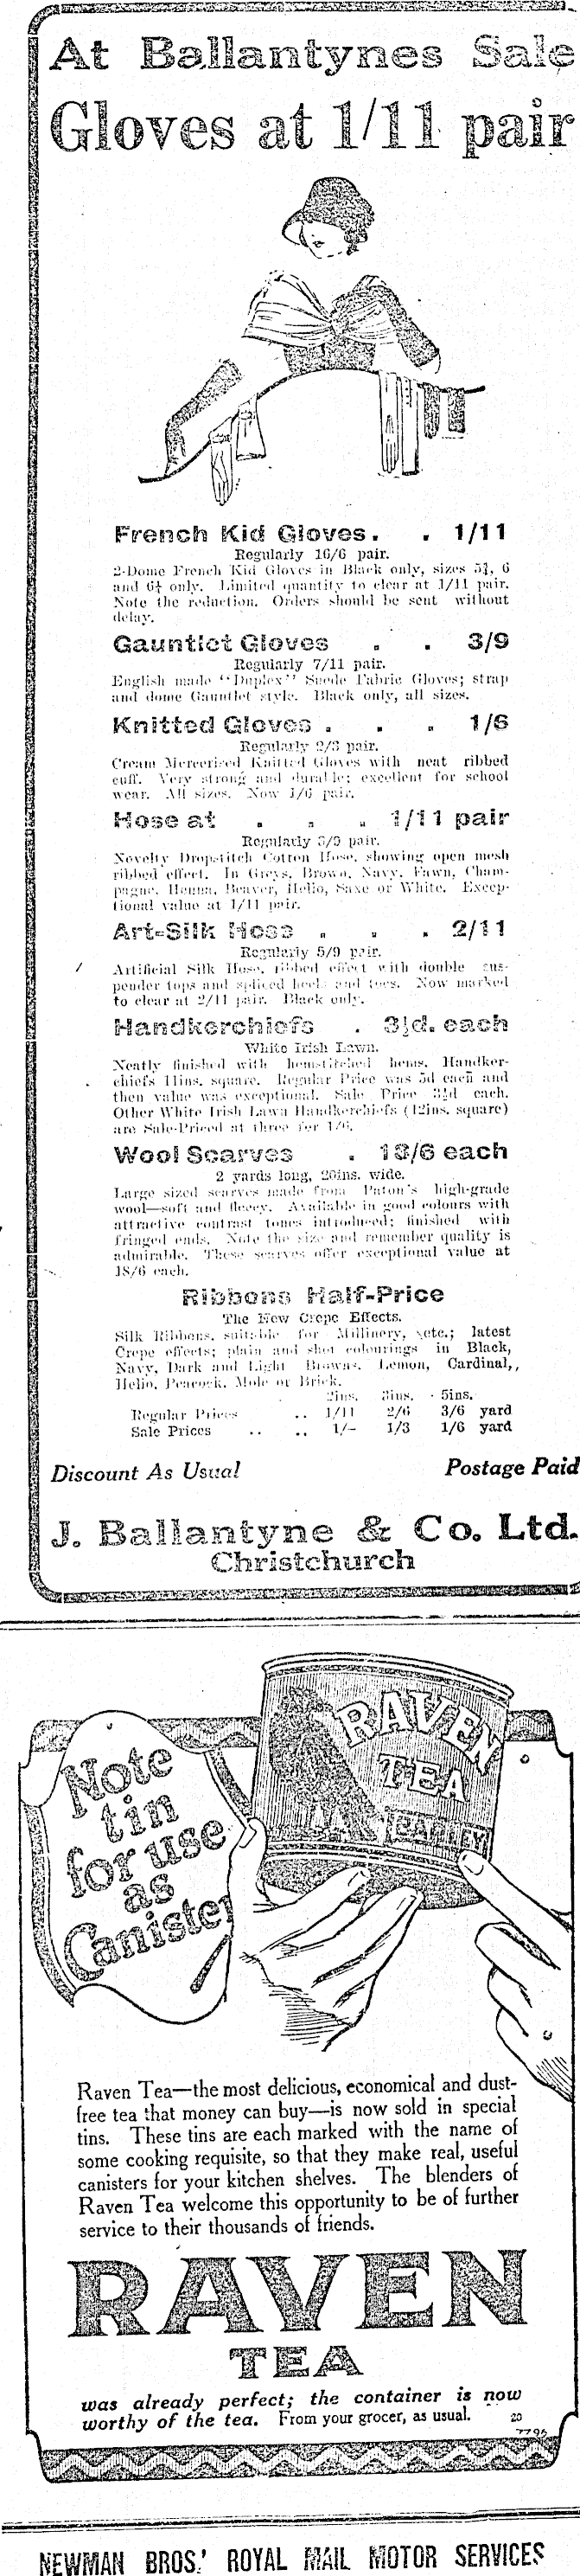 At Ballantynes Sale
Gloves at 1/11 pair
French Kid Gloves. . 1/11
Regularly 16/6 pair.
2-Dome French Kid Gloves in Black only, sizes 5¾, 6
and 6¼ only. Limited quantity to clear at 1/11 pair.
Note the reduction. Orders should be sent without
delay.
Gauntlet Gloves . . 3/9
Regularly 7/11 pair.
English made "Duplex" Suede Fabric Gloves; strap
and dome Gauntlet style. Black only, all sizes.
Knitted Gloves . . . 1/6
Regularly 2/3 pair.
Cream Mercerised Knitted Gloves with neat ribbed
cuff. Very strong and durable; excellent for school
wear. All sizes. Now 1/6 pair.
Hose at . . . 1/11 pair
Regularly pair.
Novelty Dropstitch Cotton Hose, showing open mesh
ribbed effect. In Greys, Brown, Navy, Fawn, Cham-
pagne, Henna, Beaver, Helio, Saxe or White. Excep-
tional value at 1/11 pair.
Art-Silk Hose . . . 2/11
Regularly 5/9 pair.
Artificial Silk Hose, ribbed effect with double sus-
pender tops and spliced heels and toes. Now marked
to clear at 2/11 pair. Black only.
Handkerchiefs . 3½d. each
White Irish Lawn.
Neatly finished with hemstitched hems. Handker-
chiefs 11ins. square. Regular Price was 5d each and
then value was exceptional. Sale Price 3½d each.
Other White Irish Lawn Handkerchiefs (12ins. square)
are Sale-Priced at three for 1/6.
Wool Scarves . 18/6 each
2 yards long, 20ins. wide.
Large sized scarves made from Paton's high-grade
wool—soft and fleecy. Available in good colours with
attractive contrast tones introduced; finished with
fringed ends. Note the size and remember quality is
admirable. These scarves offer exceptional value at
18/6 each.
Ribbons Half-Price
The New Crepe Effects.
Silk Ribbons, suitable for Millinery, etc.; latest
Crepe effects; plain and shot colourings in Black,
Navy, Dark and Light Browns, Lemon, Cardinal,
Helio, Peacock, Mole or Brick.
2ins. 3ins. 5ins.
Regular Prices .. 1/11 2/6 3/6 yard
Sale Prices .. .. 1/- 1/3 1/6 yard
Discount As Usual Postage Paid
J. Ballantyne & Co. Ltd.
Christchurch
Note
tin
for use
as
Canister
RAVEN
TEA
BARLEY
Raven Tea—the most delicious, economical and dust-
free tea that money can buy—is now sold in special
tins. These tins are each marked with the name of
some cooking requisite, so that they make real, useful
canisters for your kitchen shelves. The blenders of
Raven Tea welcome this opportunity to be of further
service to their thousands of friends.
RAVEN
TEA
was already perfect; the container is now
worthy of the tea. From your grocer, as usual. 20
7796
NEWMAN BROS.' ROYAL MAIL MOTOR SERVICES